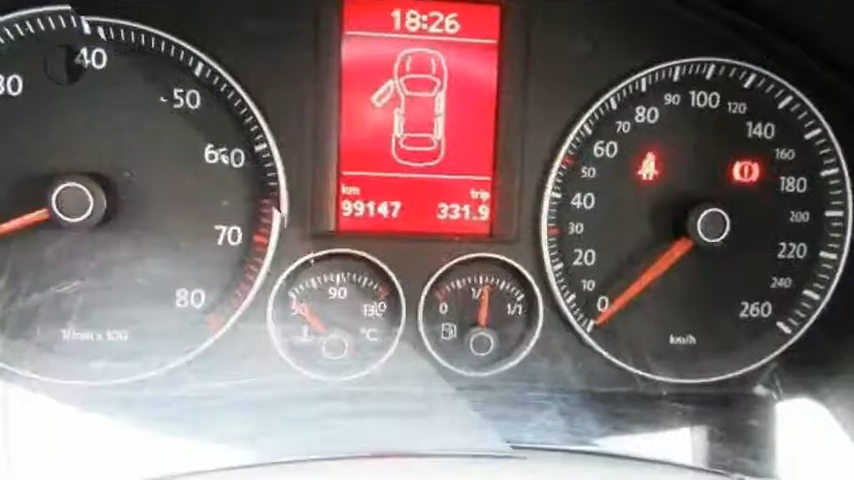 18:26
km trip
99147 331.9
30 40 50 60 70 80
1/min x 100
50 90 130
°C
0 1/2 1/1
0 10 20 30 40 50 60 70 80 90 100 120 140 160 180 200 220 240 260
km/h